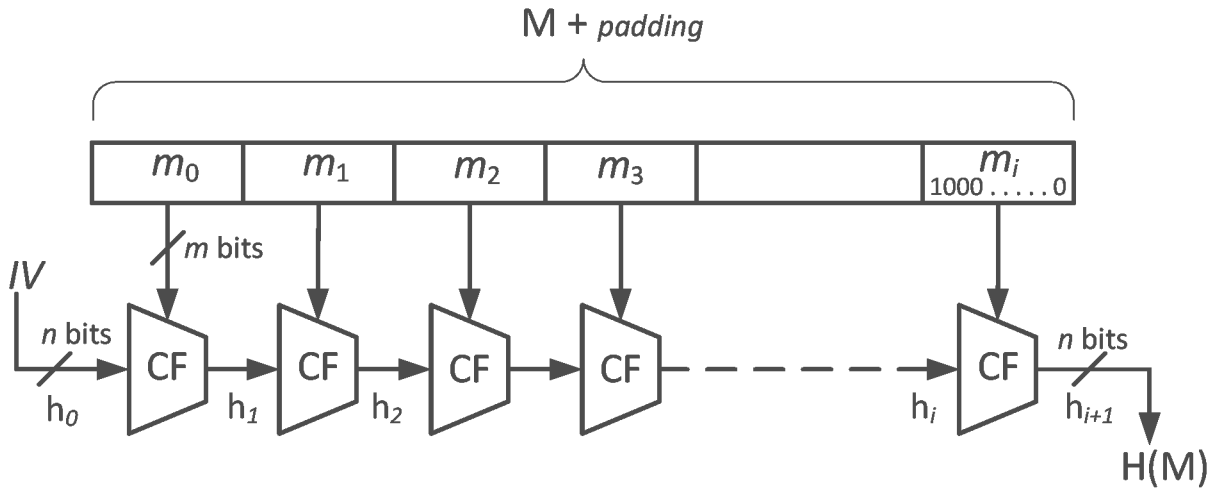 M + padding
m₀ m₁ m₂ m₃ mᵢ
1000 . . . . . 0
m bits
IV
n bits CF CF CF CF CF n bits
h₀ h₁ h₂ hᵢ hᵢ₊₁
H(M)